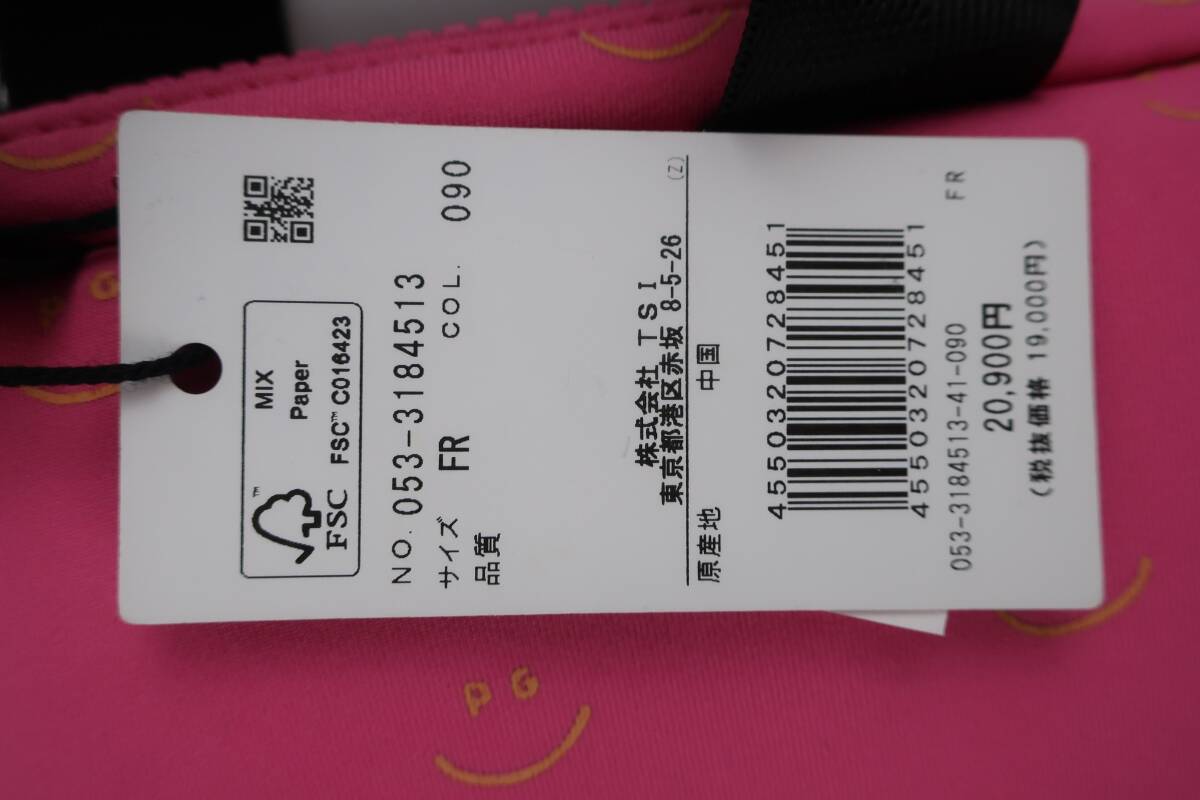 MIX
Paper
FSC™ C016423
™
FSC
NO. 053-3184513
サイズ FR COL. 090
品質
株式会社 TSI
東京都港区赤坂 8-5-26 (Z)
原産地 中国
4550320728451
4550320728451
053-3184513-41-090 FR
20,900円
(税抜価格 19,000円)
P G
P G